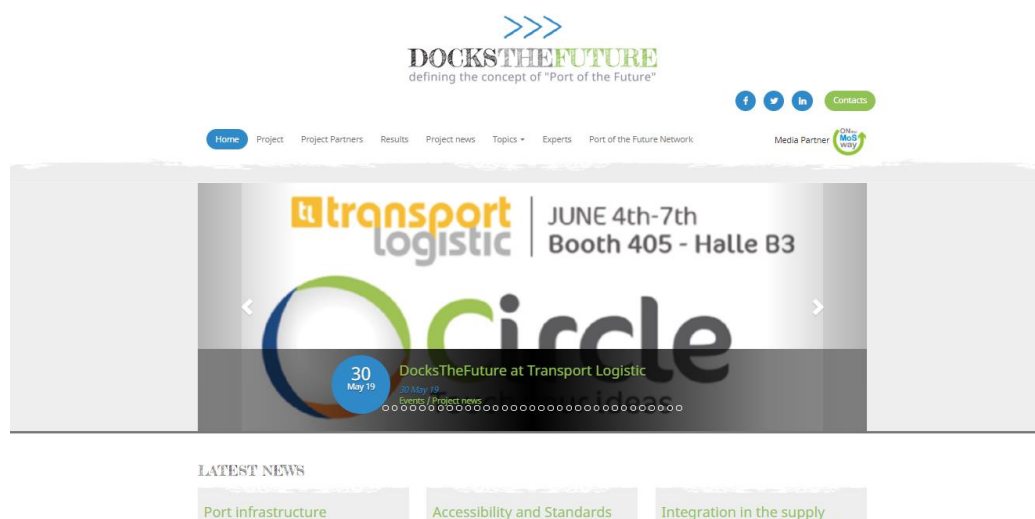 >>>
DOCKSTHEFUTURE
defining the concept of "Port of the Future"
f in Contacts
Home Project Project Partners Results Project news Topics Experts Port of the Future Network Media Partner ON MoS way
tl transport logistic
JUNE 4th-7th
Booth 405 - Halle B3
Circle
30
May 19
DocksTheFuture at Transport Logistic
30 May 19
Events / Project news
LATEST NEWS
Port infrastructure Accessibility and Standards Integration in the supply